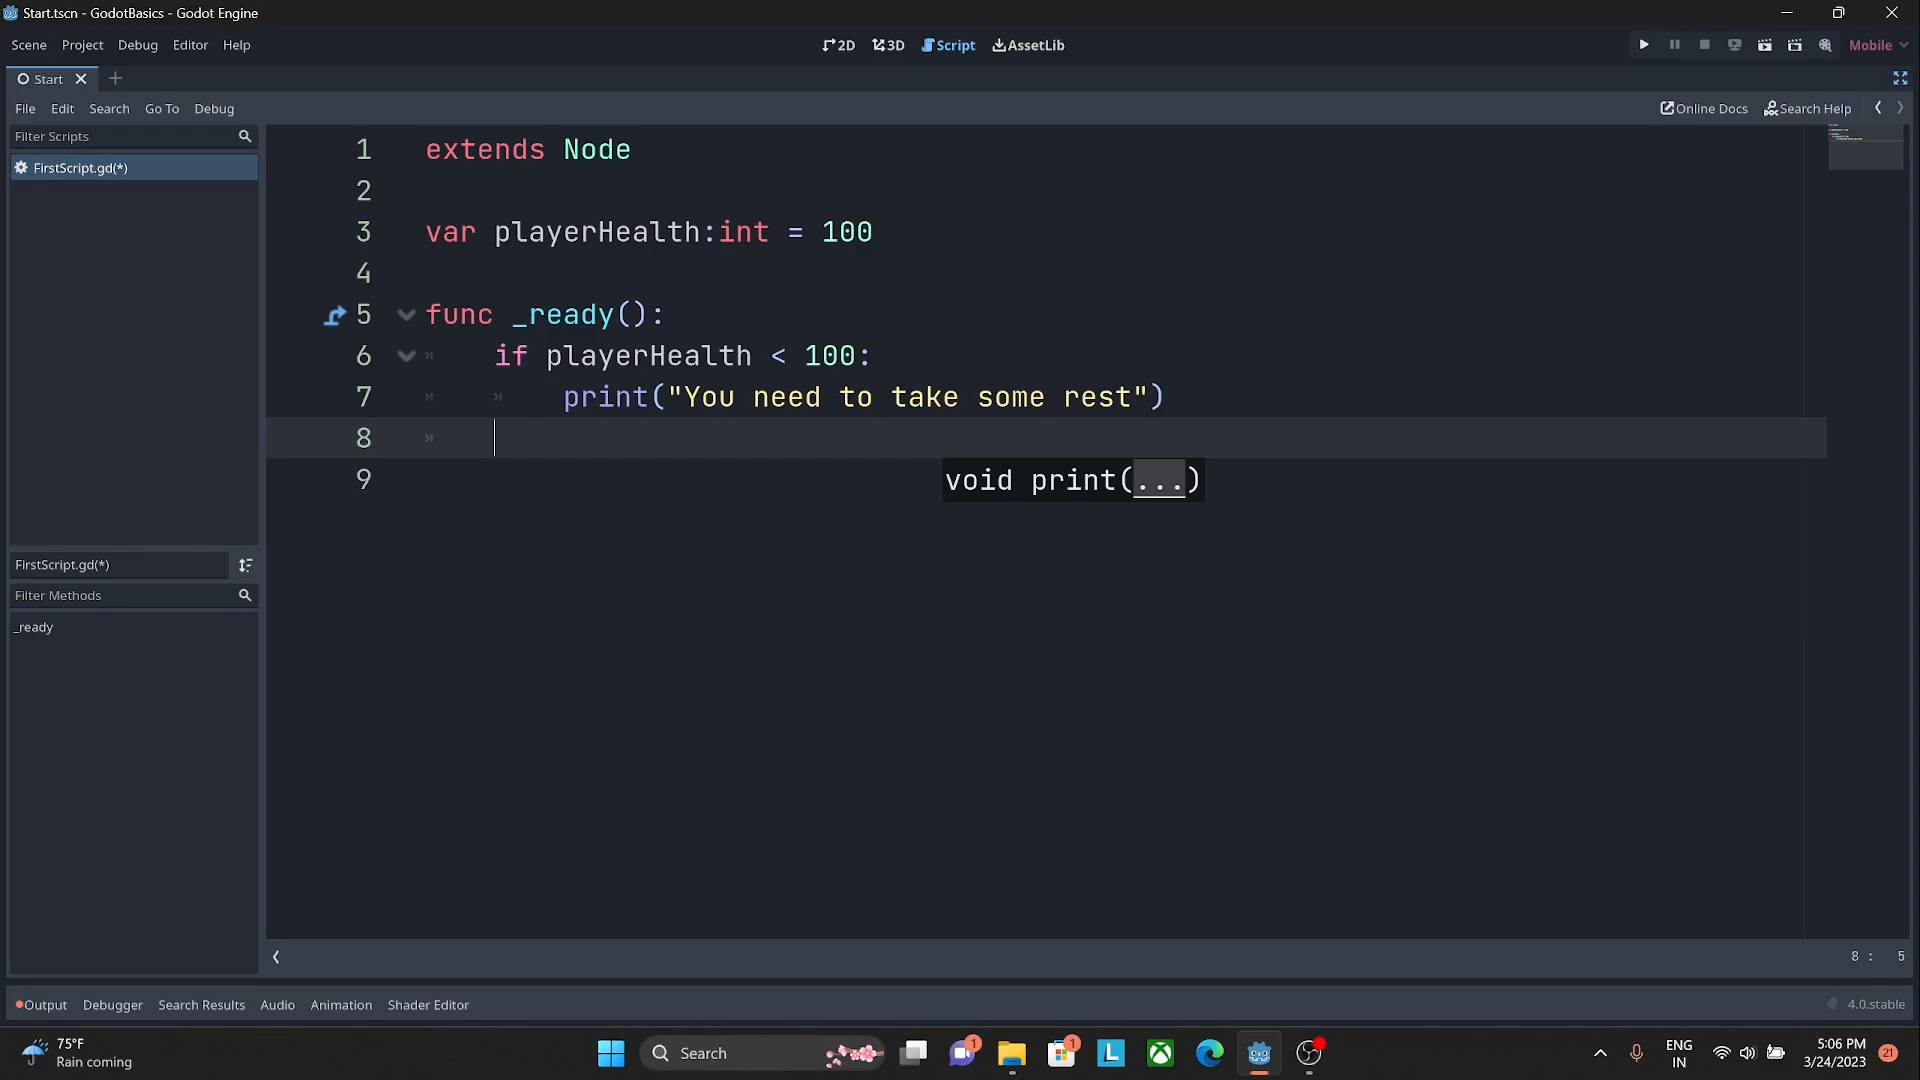 Start.tscn - GodotBasics - Godot Engine
Scene Project Debug Editor Help
2D 3D Script AssetLib
Mobile
Start
File Edit Search Go To Debug
Online Docs Search Help
Filter Scripts
FirstScript.gd(*)
1 extends Node
2
3 var playerHealth:int = 100
4
5 func _ready():
6 if playerHealth < 100:
7 print("You need to take some rest")
8
9
void print(...)
FirstScript.gd(*)
Filter Methods
_ready
8 : 5
Output Debugger Search Results Audio Animation Shader Editor
4.0.stable
75°F
Rain coming
Search
1
1
L
ENG
IN
5:06 PM
3/24/2023
21